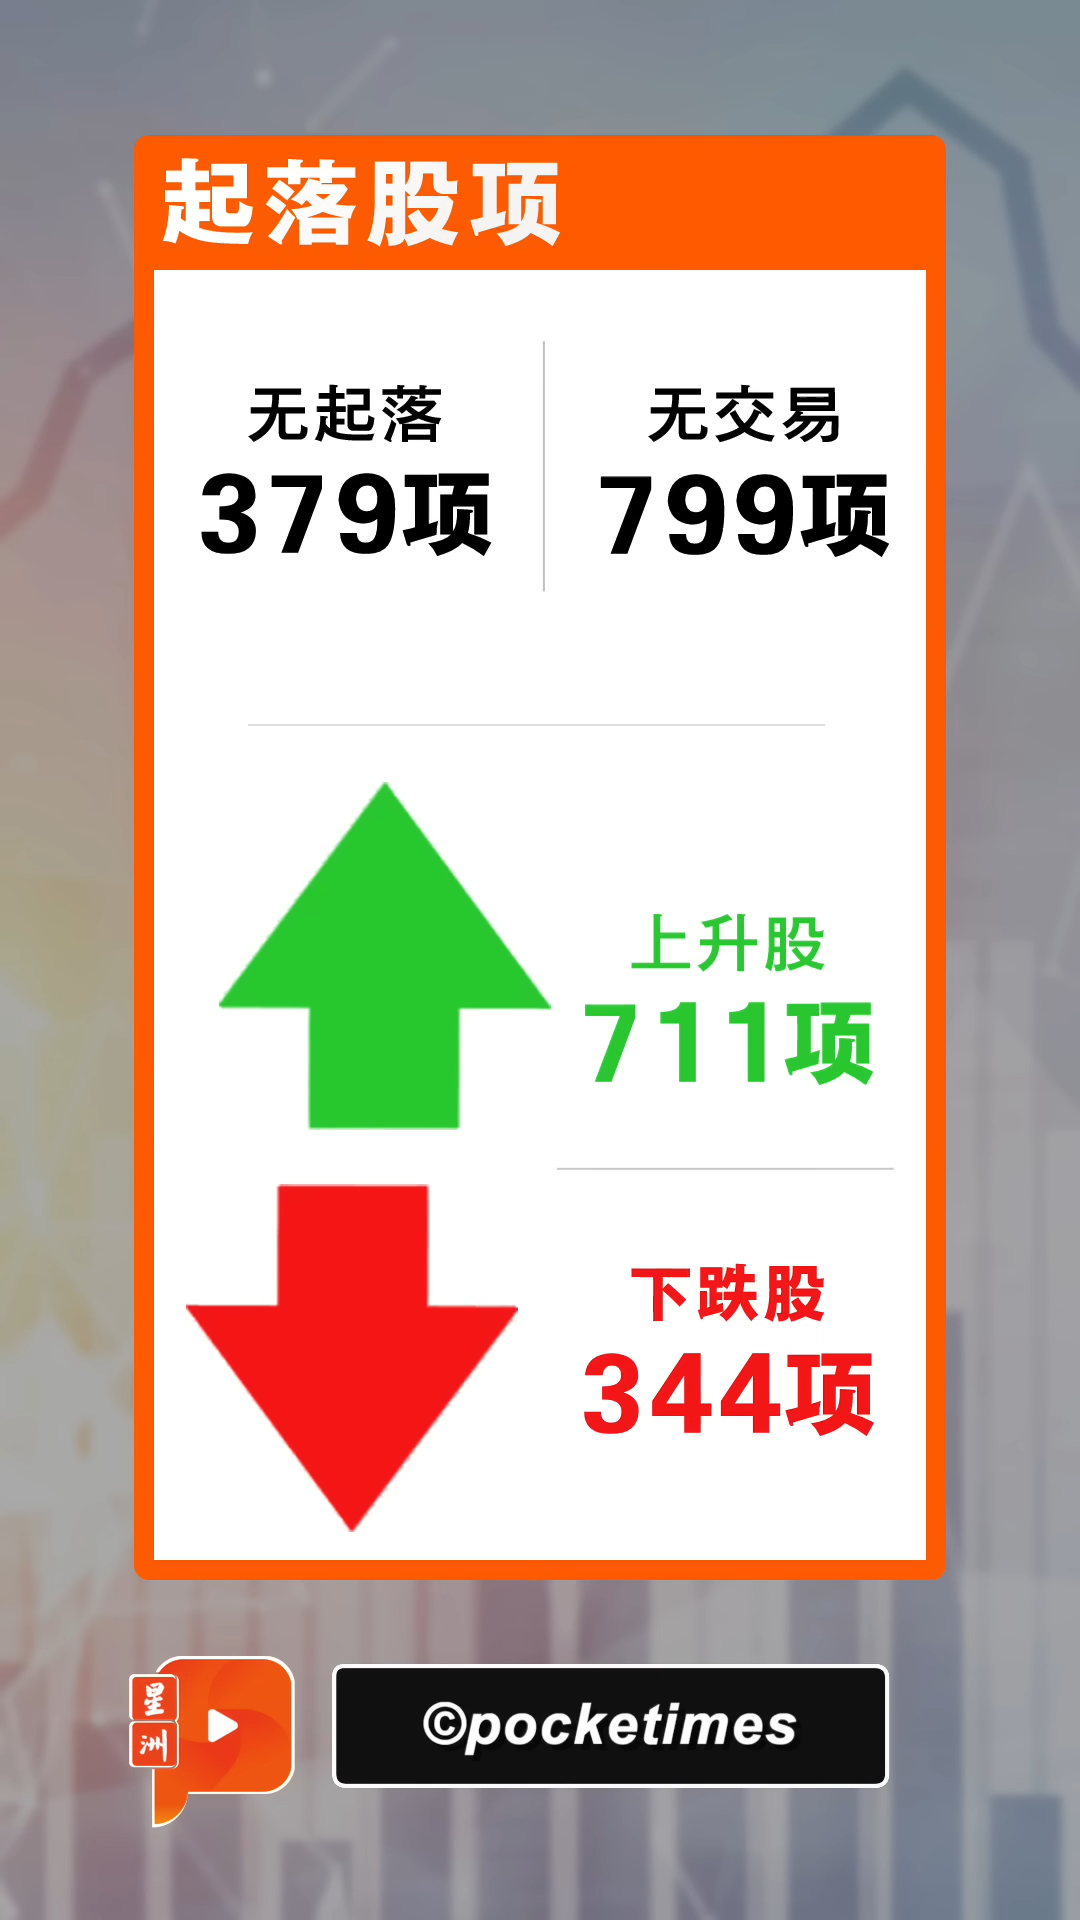 起落股项
无起落
379项
无交易
799项
上升股
711项
下跌股
344项
星洲
©pocketimes